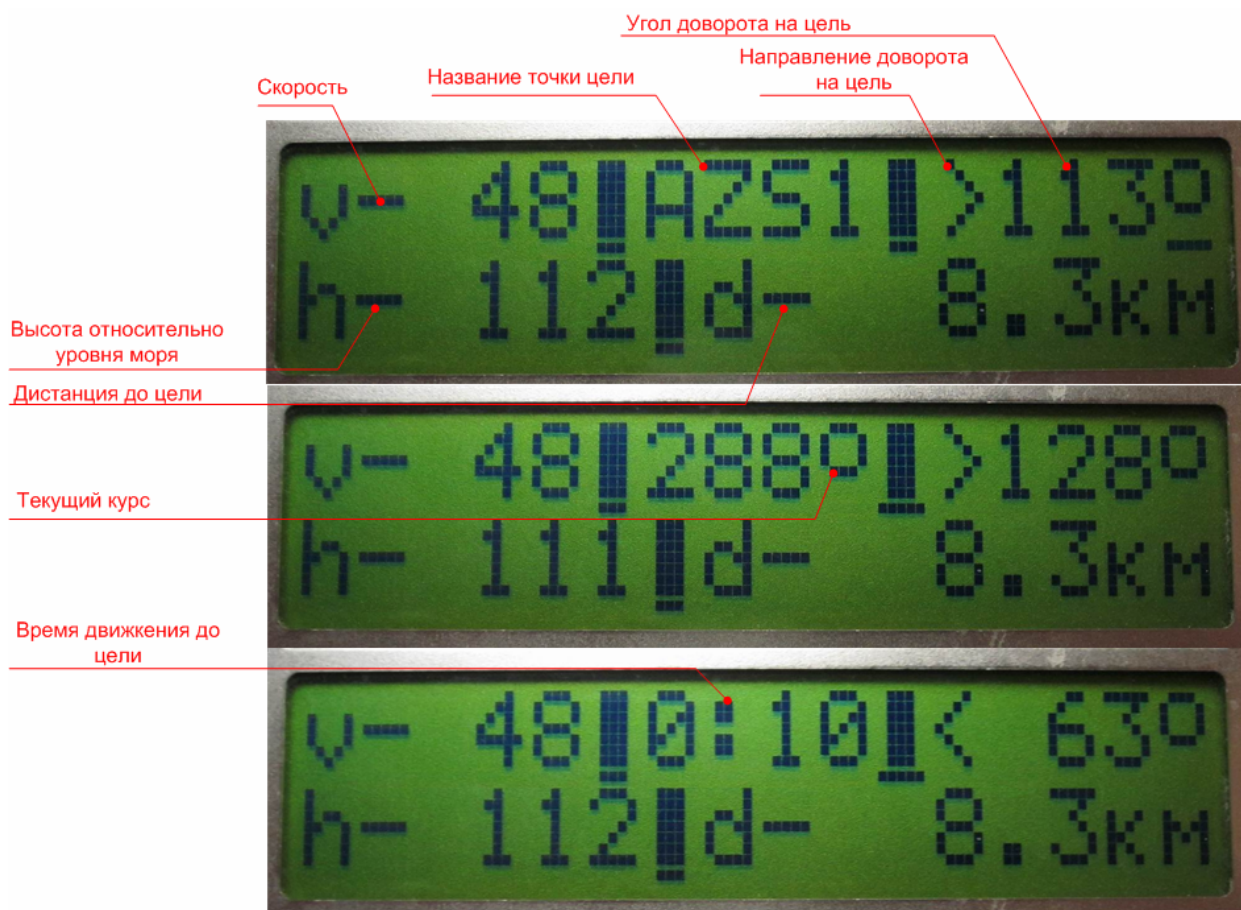 Угол доворота на цель
Направление доворота
на цель
Название точки цели
Скорость
v- 48 AZS1 >113º
h- 112 d- 8.3км
Высота относительно
уровня моря
Дистанция до цели
v- 48 288º >128º
h- 111 d- 8.3км
Текущий курс
Время движкения до
цели
v- 48 0:10 < 63º
h- 112 d- 8.3км